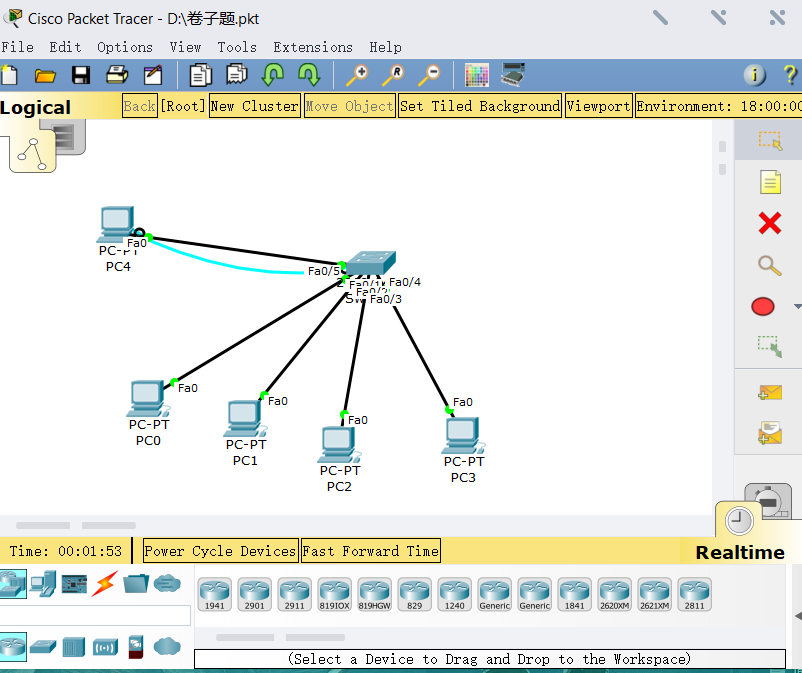 Cisco Packet Tracer - D:\卷子题.pkt
File Edit Options View Tools Extensions Help
Logical
Back [Root] New Cluster Move Object Set Tiled Background Viewport Environment: 18:00:00
Fa0
PC-PT
PC4
Fa0/5
Fa0/4
Fa0/1
Fa0/2
Fa0/3
Fa0
PC-PT
PC0
Fa0
PC-PT
PC1
Fa0
PC-PT
PC2
Fa0
PC-PT
PC3
Time: 00:01:53 Power Cycle Devices Fast Forward Time
Realtime
1941 2901 2911 819IOX 819HGW 829 1240 Generic Generic 1841 2620XM 2621XM 2811
(Select a Device to Drag and Drop to the Workspace)